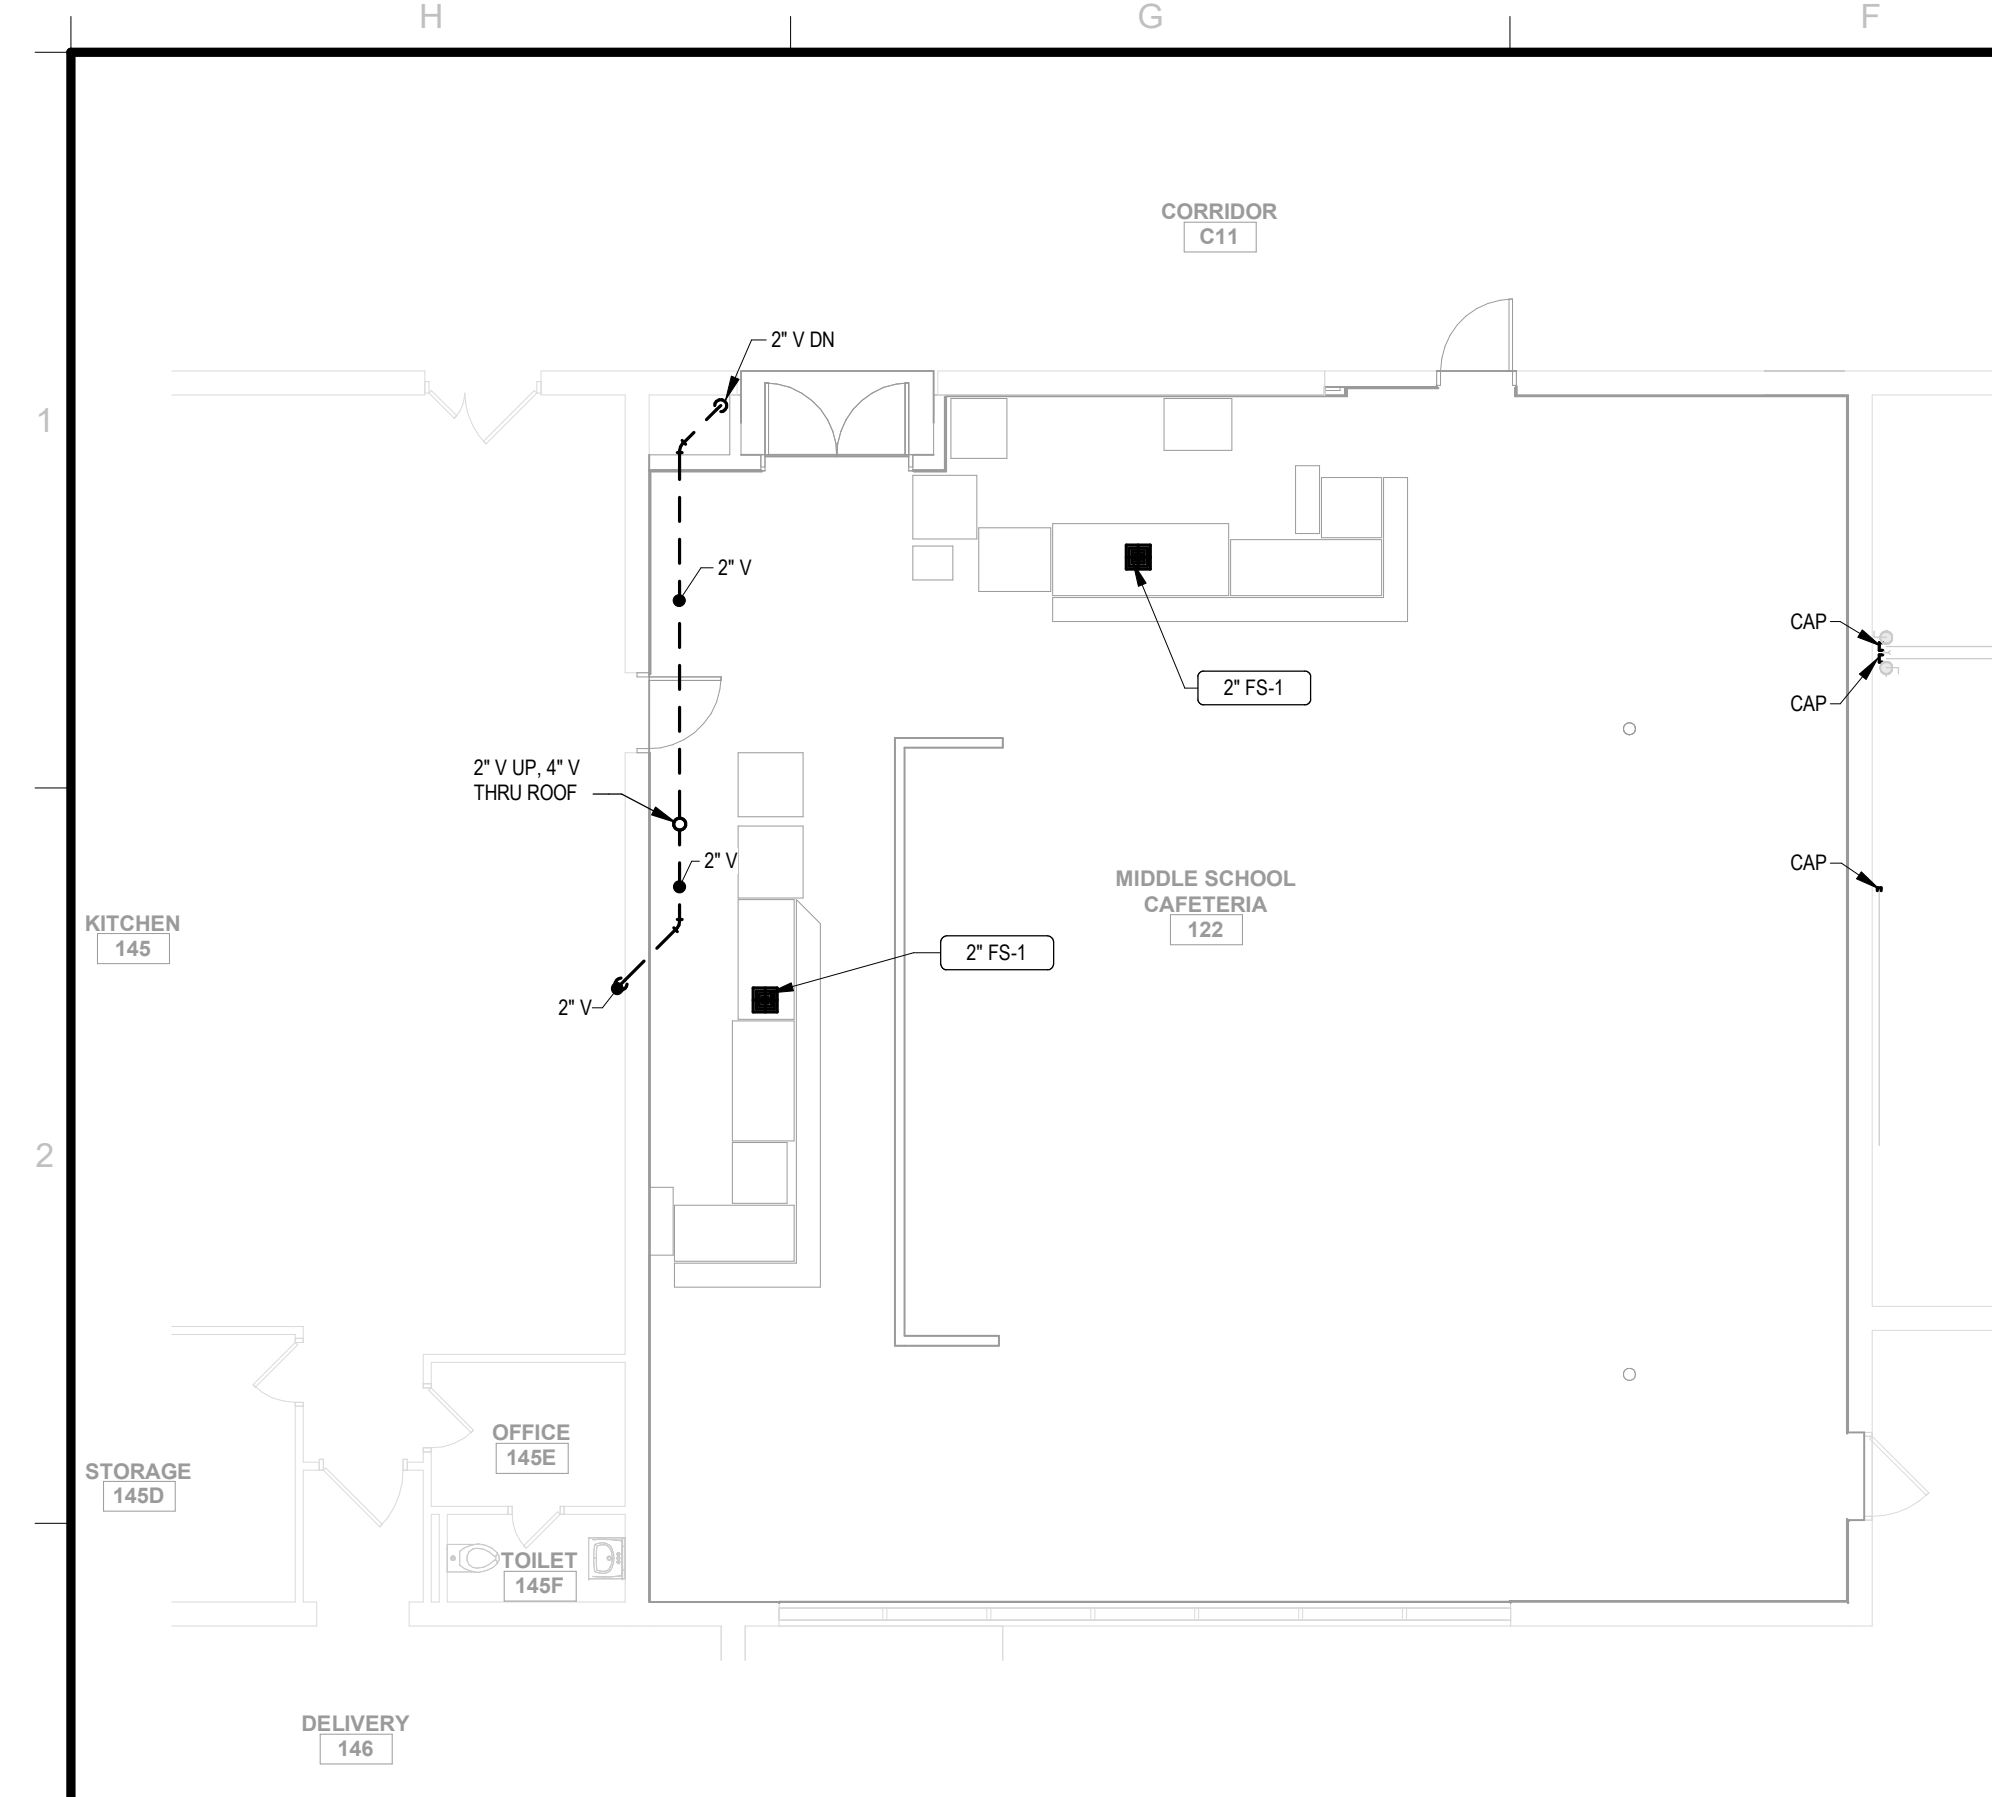 H
G
F
CORRIDOR
C11
2" V DN
1
2" V
CAP
2" FS-1
CAP
2" V UP, 4" V
THRU ROOF
2" V
CAP
MIDDLE SCHOOL
CAFETERIA
122
KITCHEN
145
2" FS-1
2" V
2
OFFICE
145E
STORAGE
145D
TOILET
145F
DELIVERY
146